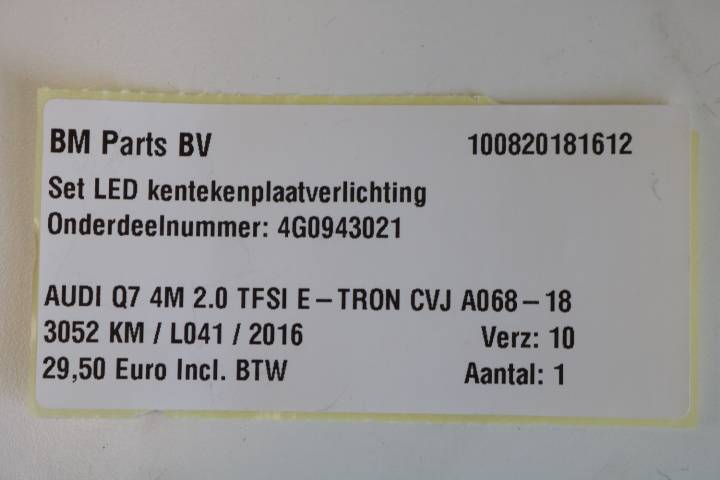 BM Parts BV 100820181612
Set LED kentekenplaatverlichting
Onderdeelnummer: 4G0943021
AUDI Q7 4M 2.0 TFSI E-TRON CVJ A068-18
3052 KM / L041 / 2016 Verz: 10
29,50 Euro Incl. BTW Aantal: 1